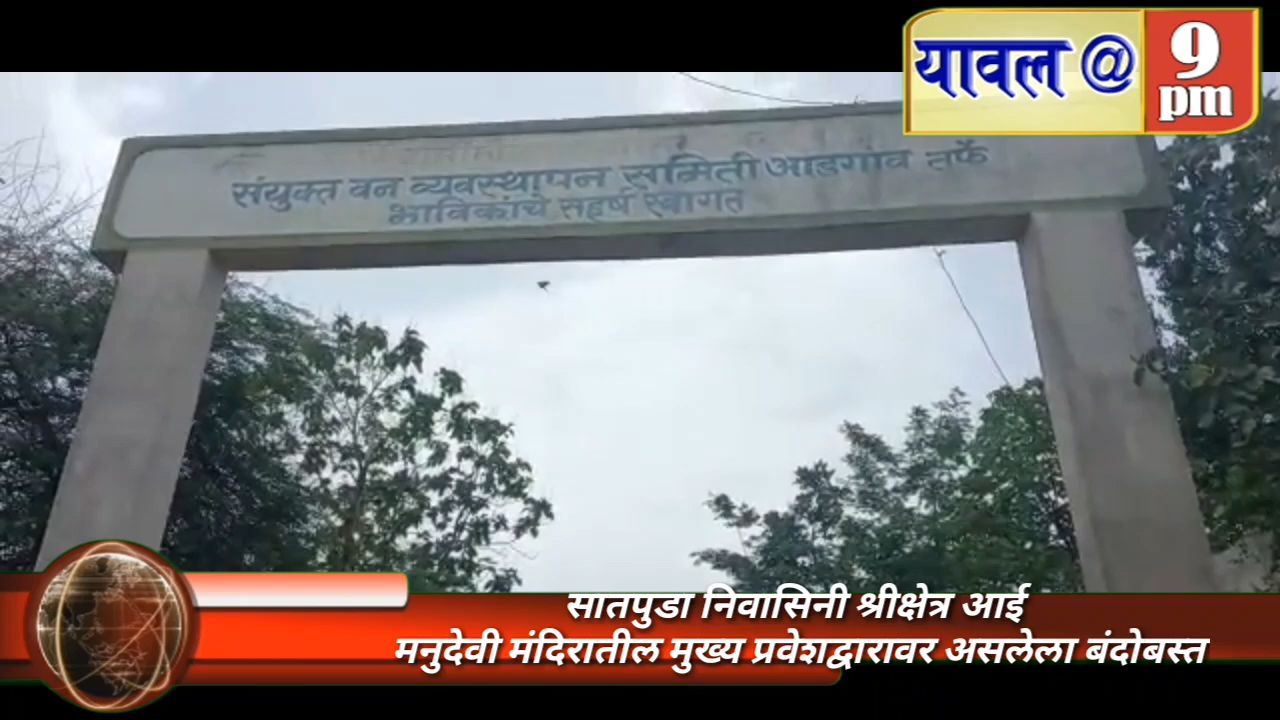 यावल @ 9 pm
संयुक्त वन व्यवस्थापन समिती आडगाव तर्फे
भाविकांचे सहर्ष स्वागत
सातपुडा निवासिनी श्रीक्षेत्र आई
मनुदेवी मंदिरातील मुख्य प्रवेशद्वारावर असलेला बंदोबस्त